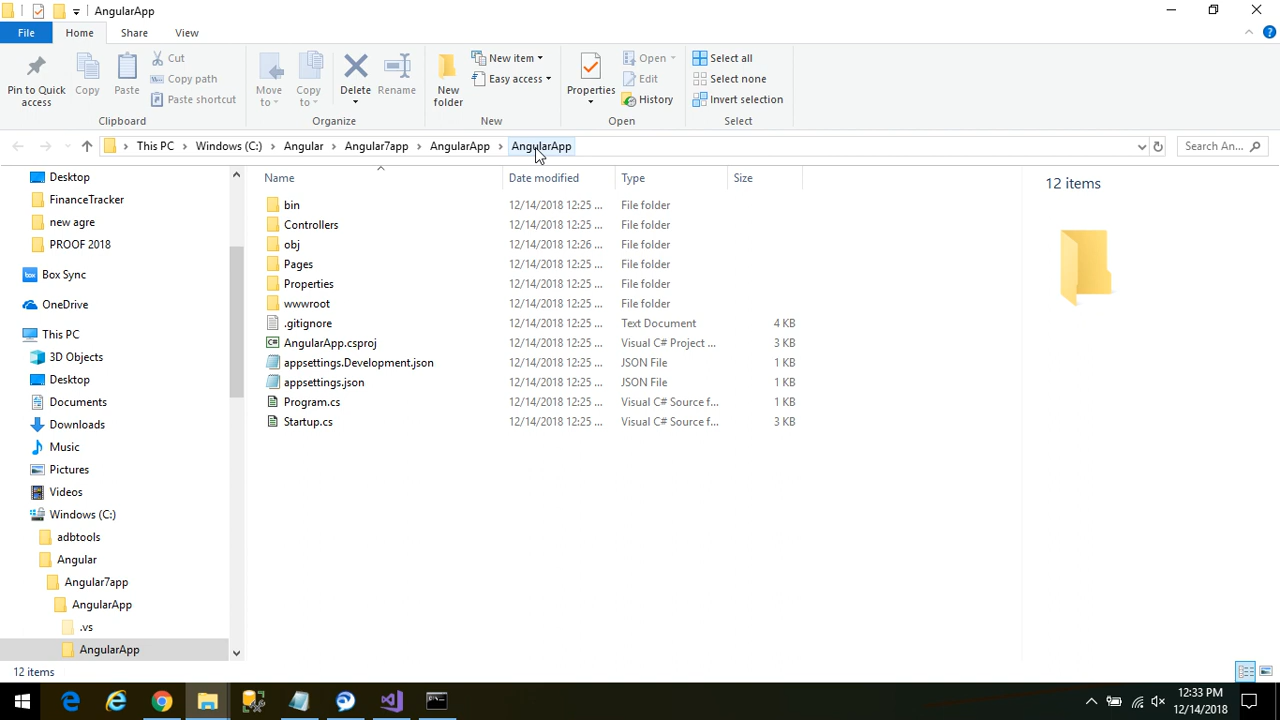 AngularApp
File Home Share View
Pin to Quick access
Copy
Paste
Cut
Copy path
Paste shortcut
Clipboard
Move to
Copy to
Delete
Rename
Organize
New folder
New item
Easy access
New
Properties
Open
Edit
History
Open
Select all
Select none
Invert selection
Select
This PC > Windows (C:) > Angular > Angular7app > AngularApp > AngularApp
Search An...
Desktop
FinanceTracker
new agre
PROOF 2018
Box Sync
OneDrive
This PC
3D Objects
Desktop
Documents
Downloads
Music
Pictures
Videos
Windows (C:)
adbtools
Angular
Angular7app
AngularApp
.vs
AngularApp
Name Date modified Type Size
bin 12/14/2018 12:25 ... File folder
Controllers 12/14/2018 12:25 ... File folder
obj 12/14/2018 12:26 ... File folder
Pages 12/14/2018 12:25 ... File folder
Properties 12/14/2018 12:25 ... File folder
wwwroot 12/14/2018 12:25 ... File folder
.gitignore 12/14/2018 12:25 ... Text Document 4 KB
AngularApp.csproj 12/14/2018 12:25 ... Visual C# Project ... 3 KB
appsettings.Development.json 12/14/2018 12:25 ... JSON File 1 KB
appsettings.json 12/14/2018 12:25 ... JSON File 1 KB
Program.cs 12/14/2018 12:25 ... Visual C# Source f... 1 KB
Startup.cs 12/14/2018 12:25 ... Visual C# Source f... 3 KB
12 items
12 items
12:33 PM
12/14/2018